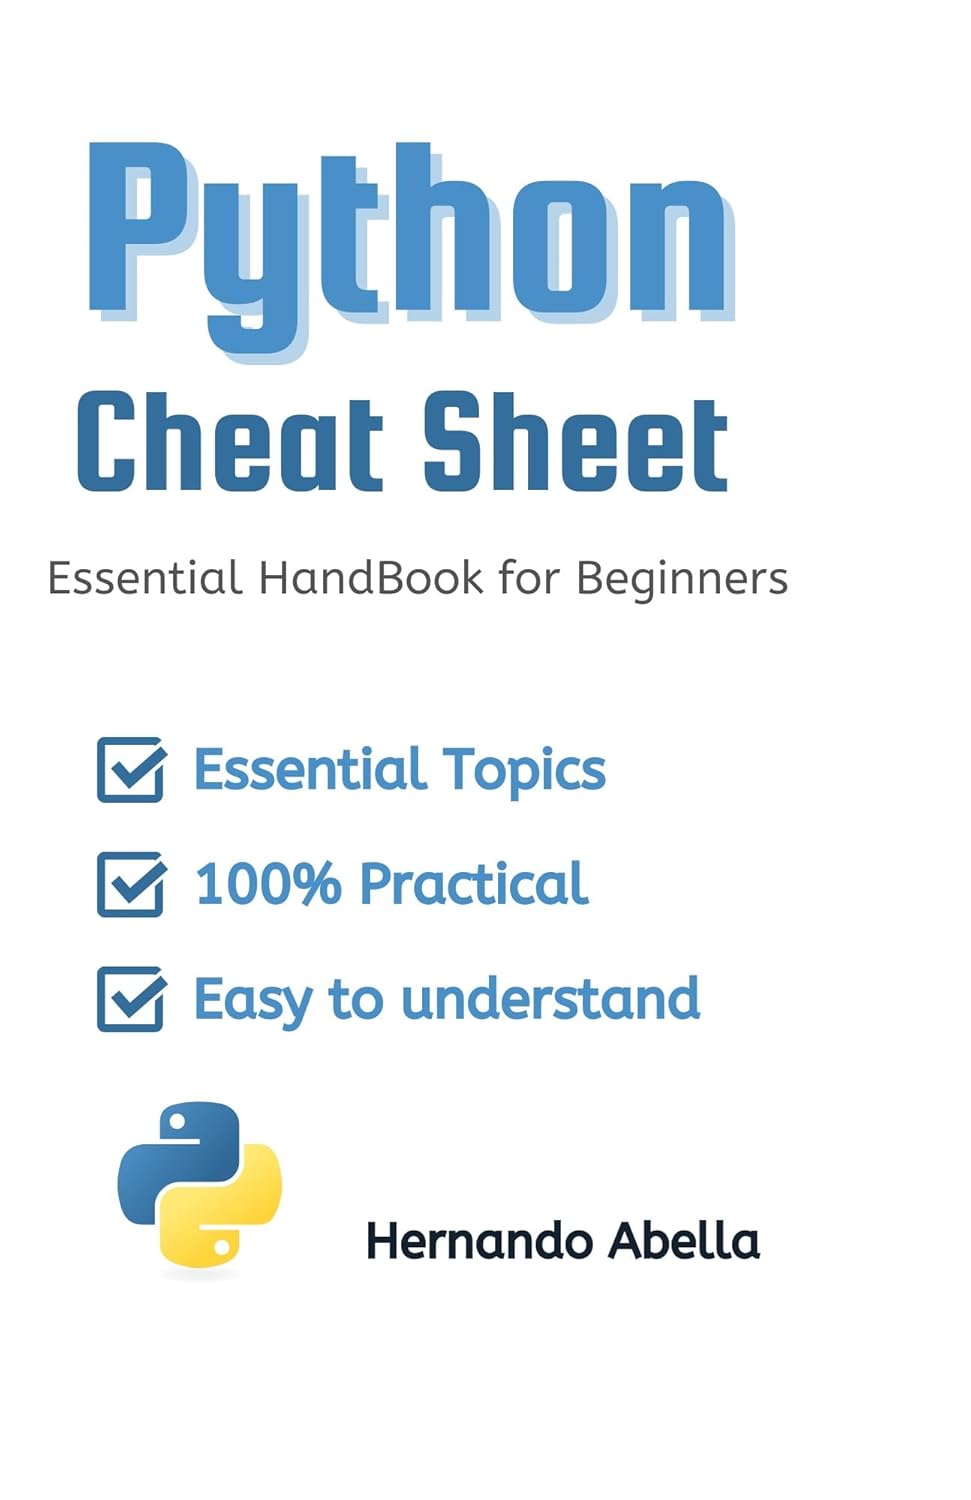 Python
Cheat Sheet
Essential HandBook for Beginners
Essential Topics
100% Practical
Easy to understand
Hernando Abella